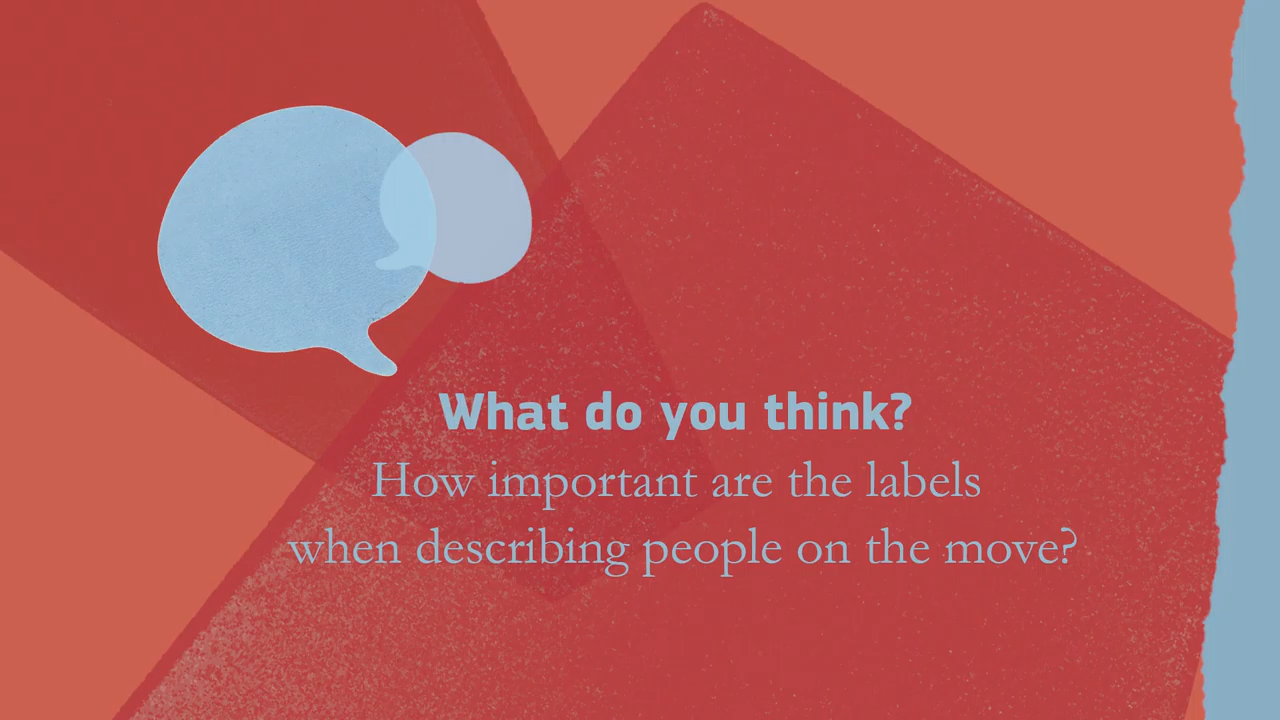 What do you think?
How important are the labels
when describing people on the move?